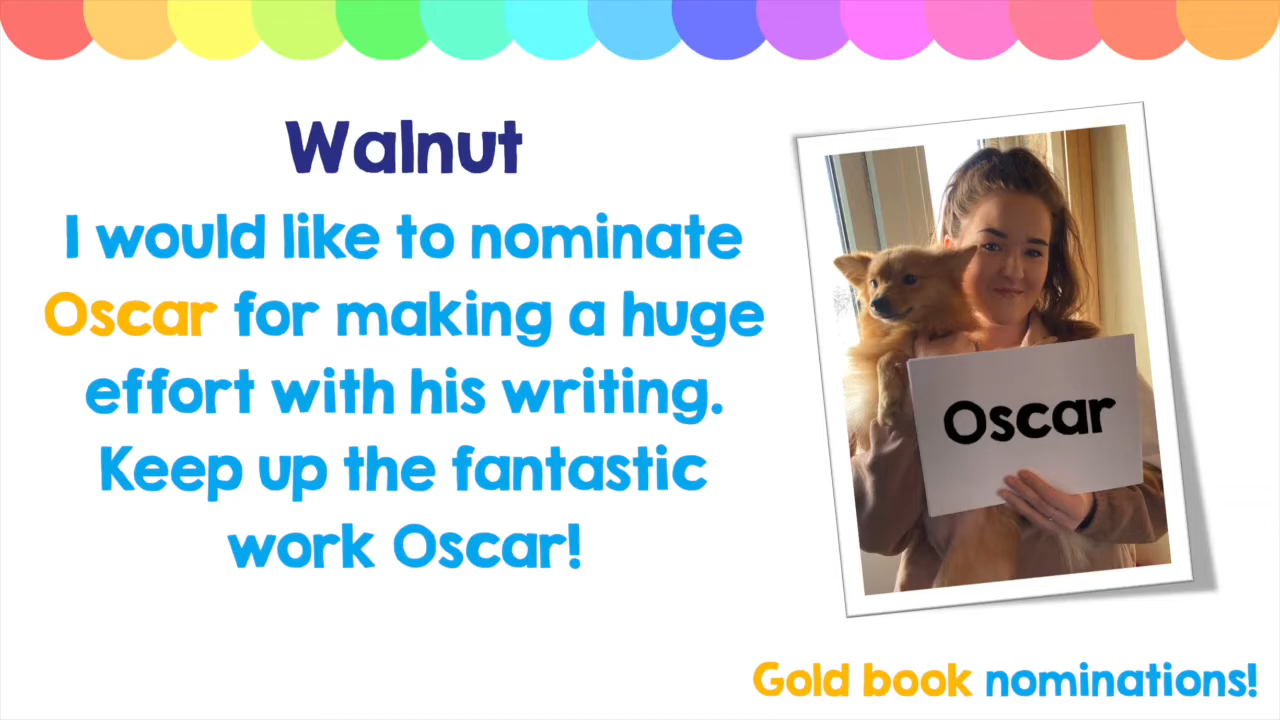 Walnut
I would like to nominate
Oscar for making a huge
effort with his writing.
Keep up the fantastic
work Oscar!
Oscar
Gold book nominations!